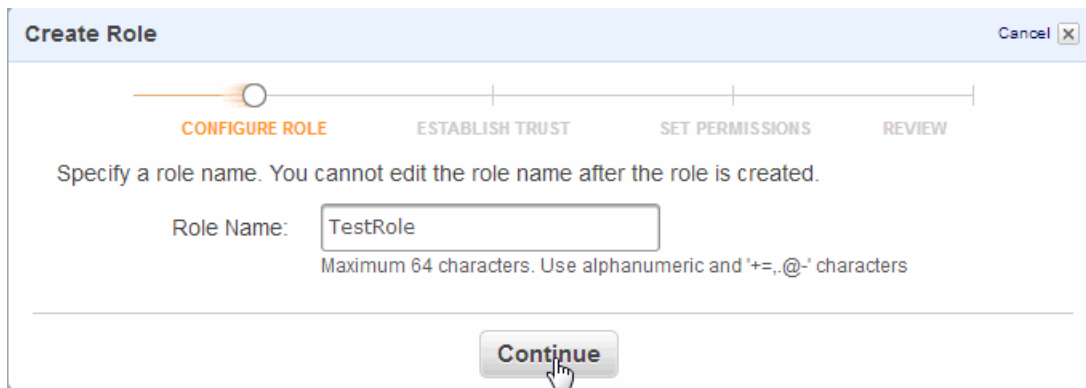 Create Role
Cancel
CONFIGURE ROLE ESTABLISH TRUST SET PERMISSIONS REVIEW
Specify a role name. You cannot edit the role name after the role is created.
Role Name: TestRole
Maximum 64 characters. Use alphanumeric and '+=,.@-' characters
Continue